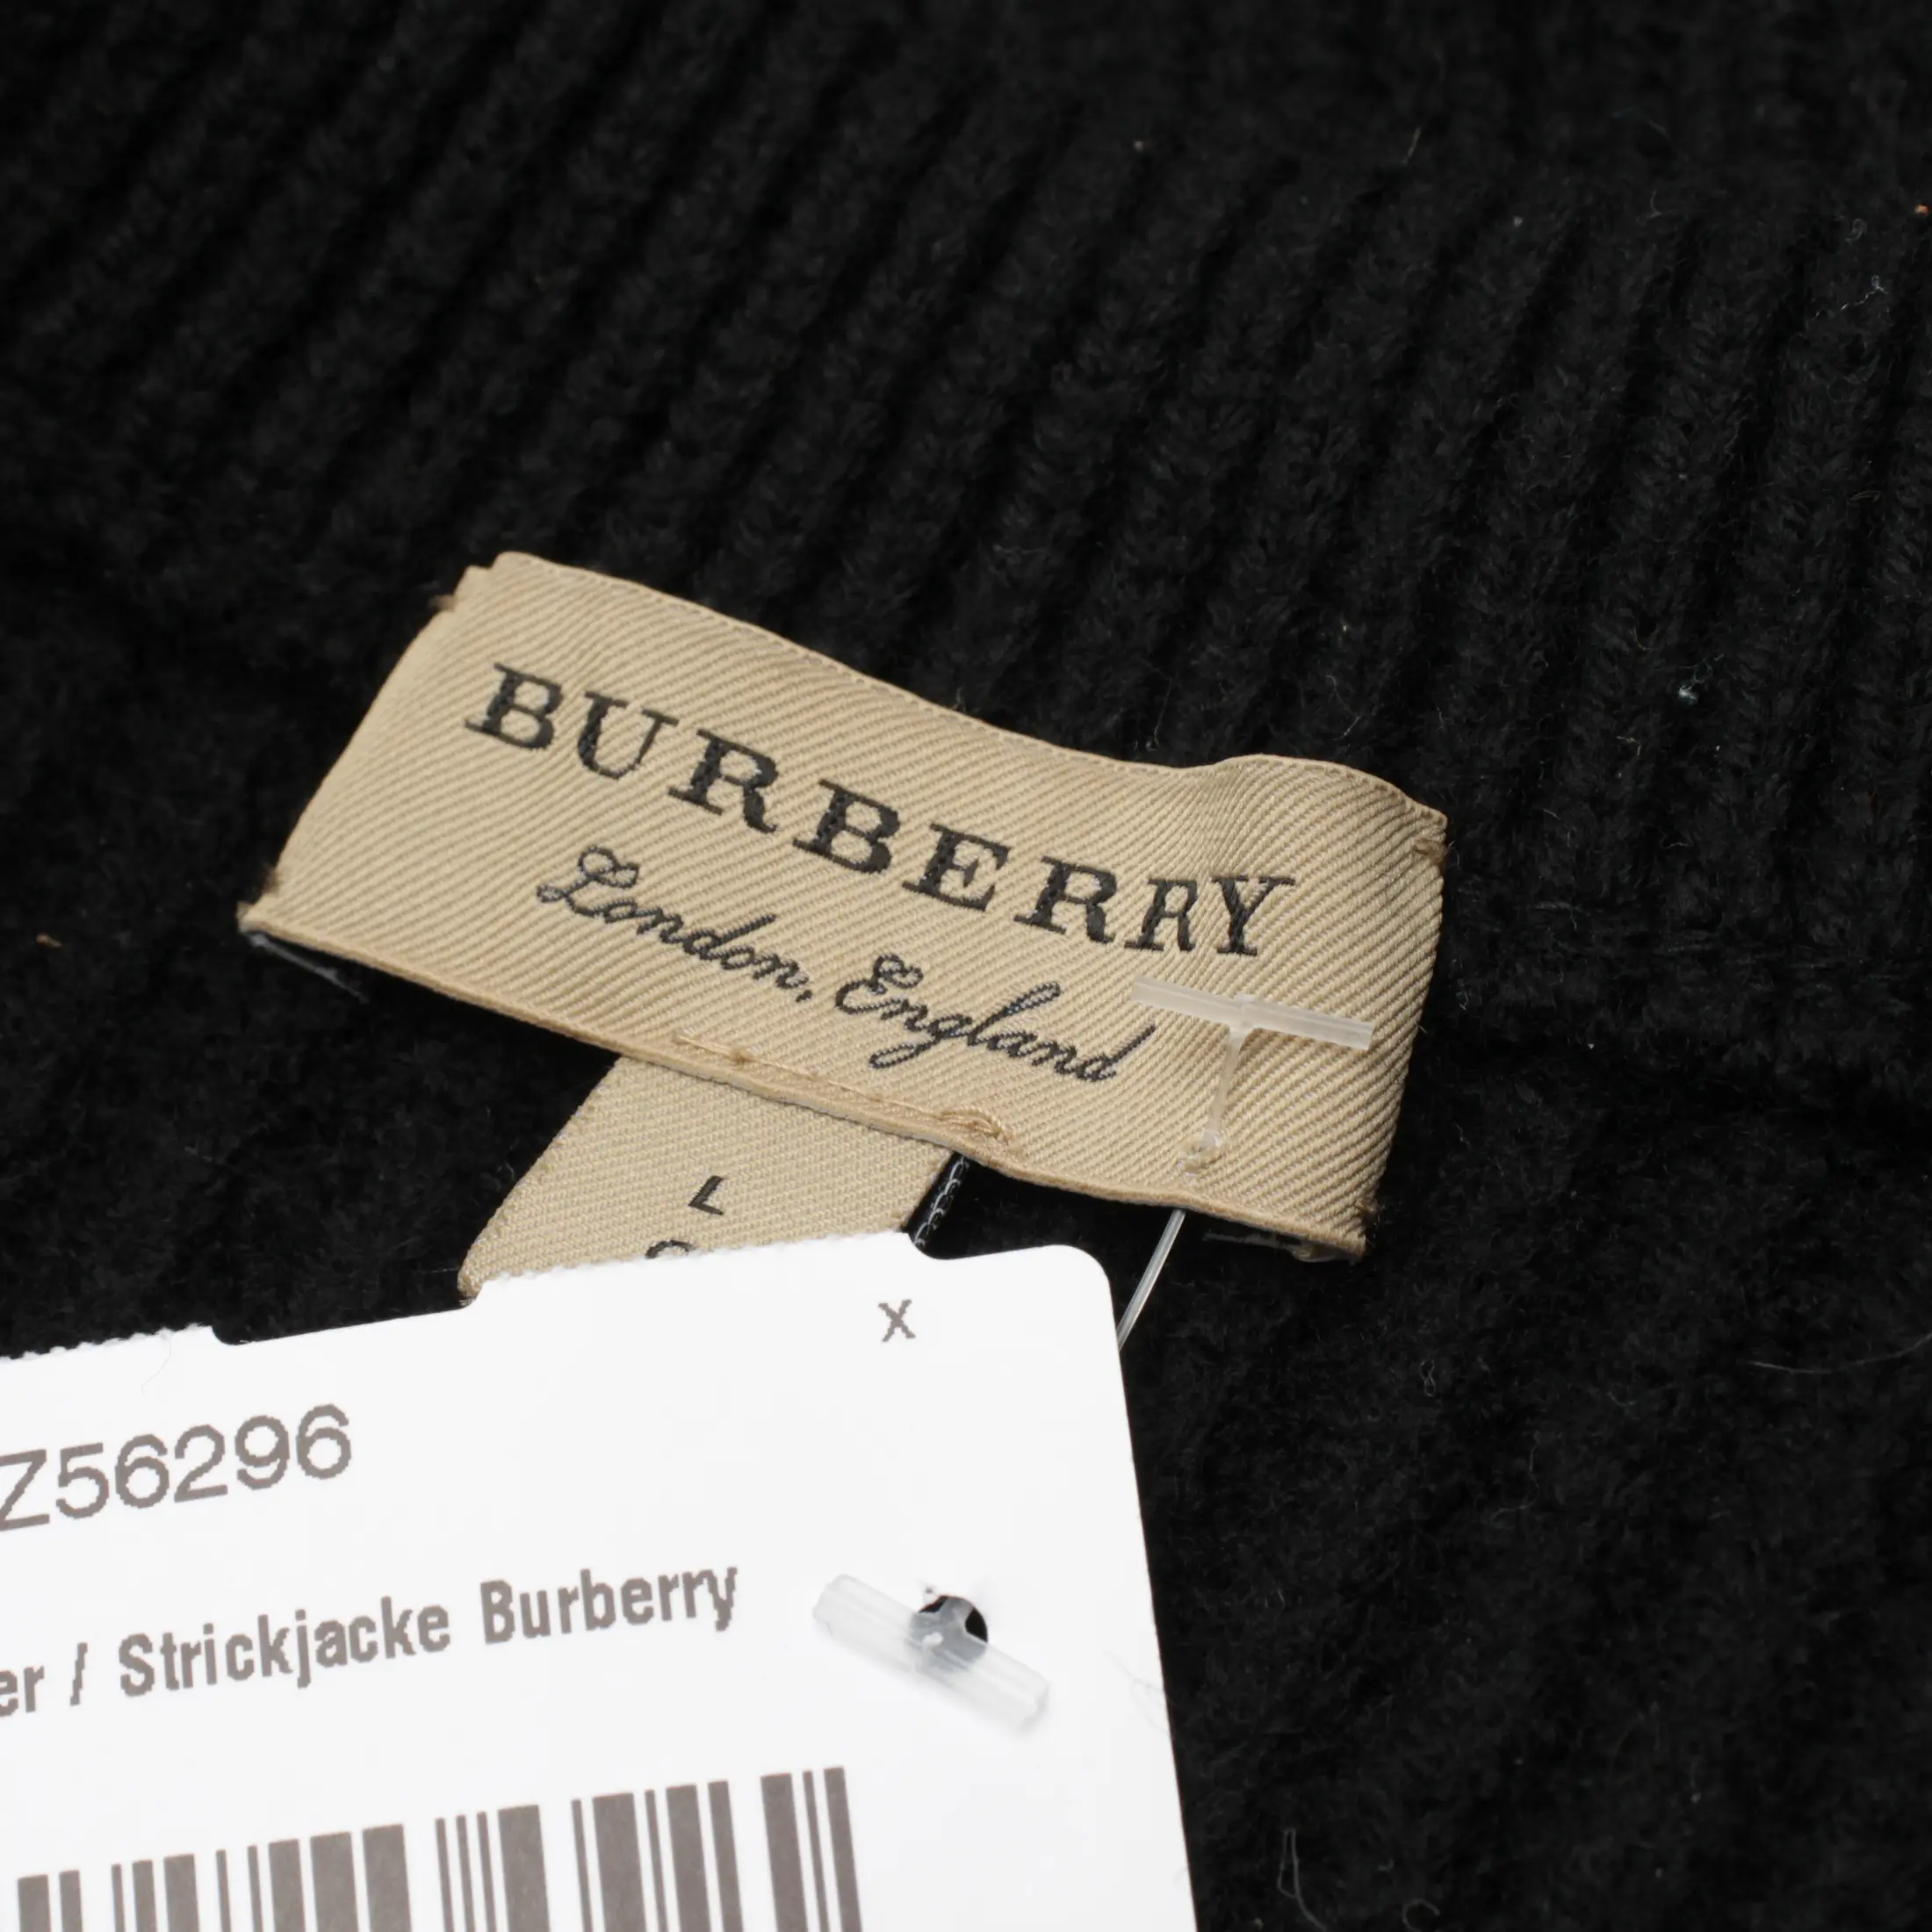 BURBERRY
London, England
L
X
Z56296
er / Strickjacke Burberry